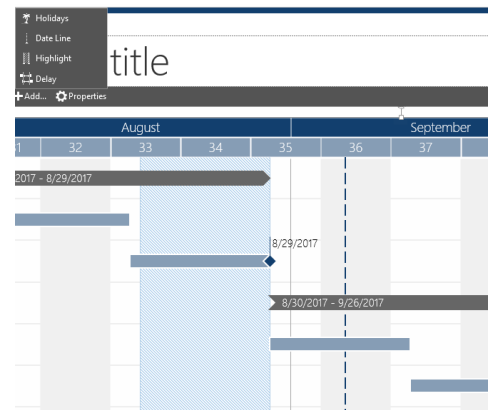 Holidays
Date Line
Highlight
Delay
title
Add... Properties
August September
32 33 34 35 36 37
2017 - 8/29/2017
8/29/2017
8/30/2017 - 9/26/2017